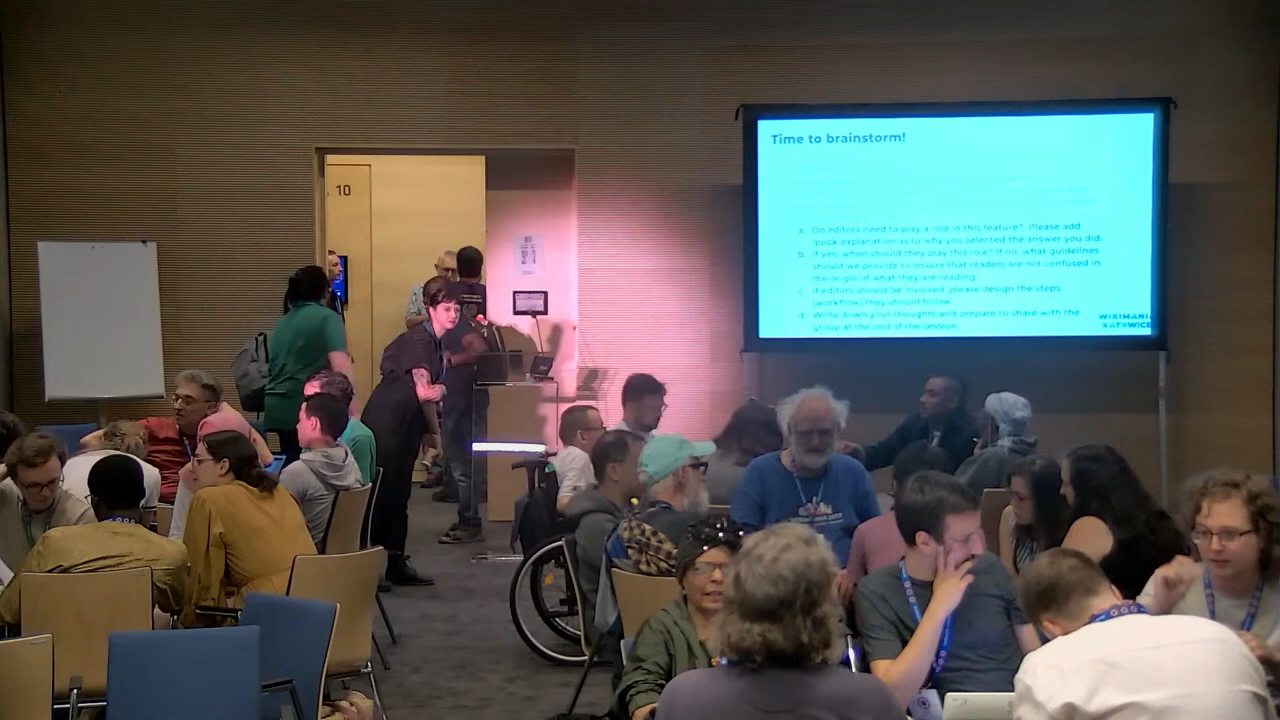 10
Time to brainstorm!
a. Do editors need to play a role in this feature? Please add
quick explanation as to why you selected the answer you did.
b. If yes, when should they play this role? If no, what guidelines
should we provide to ensure that readers are not confused in
the origin of what they are reading
c. If editors should be involved, please design the steps
(workflow) they should follow
d. Write down your thoughts and prepare to share with the
group at the end of the session
WIKIMANIA
KATOWICE